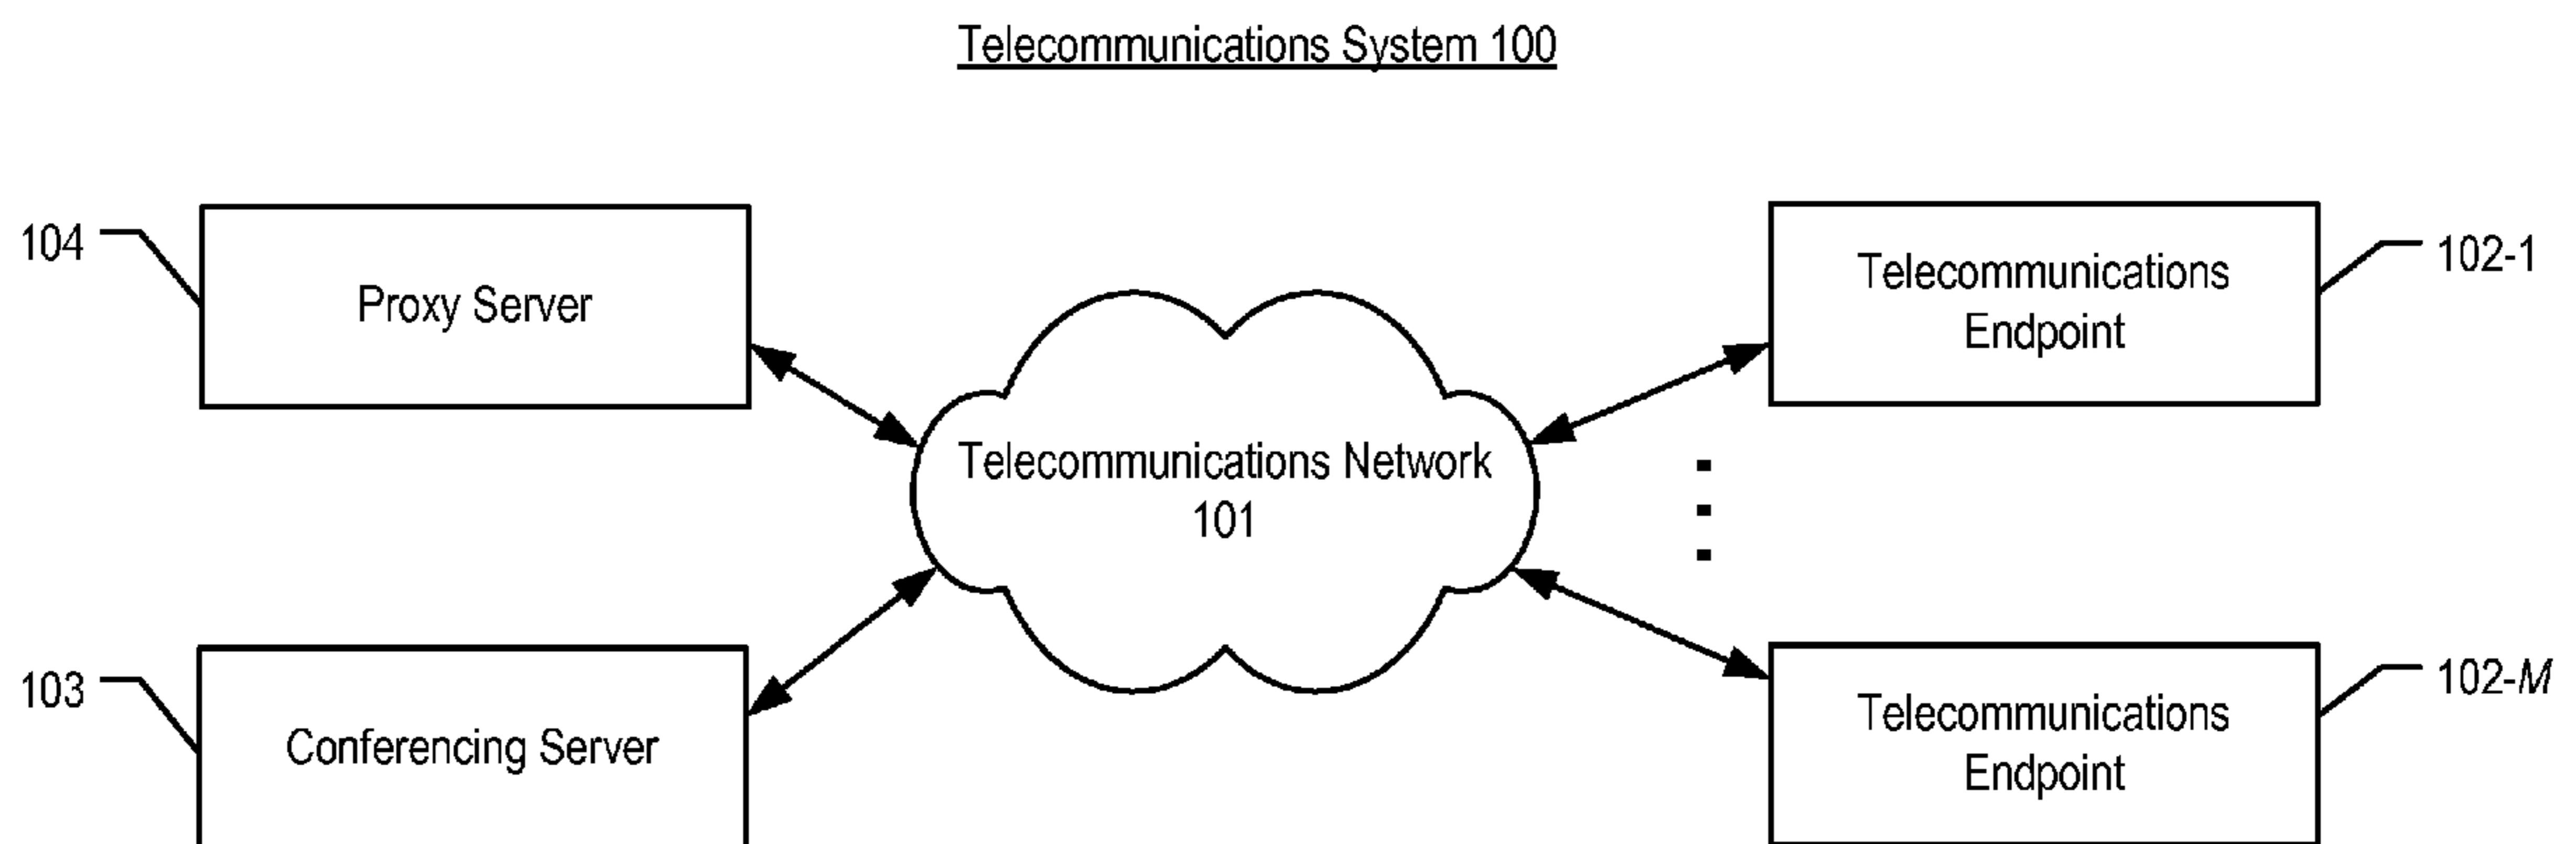 Telecommunications System 100
104
Proxy Server
Telecommunications
Endpoint
102-1
Telecommunications Network
101
103
Conferencing Server
Telecommunications
Endpoint
102-M